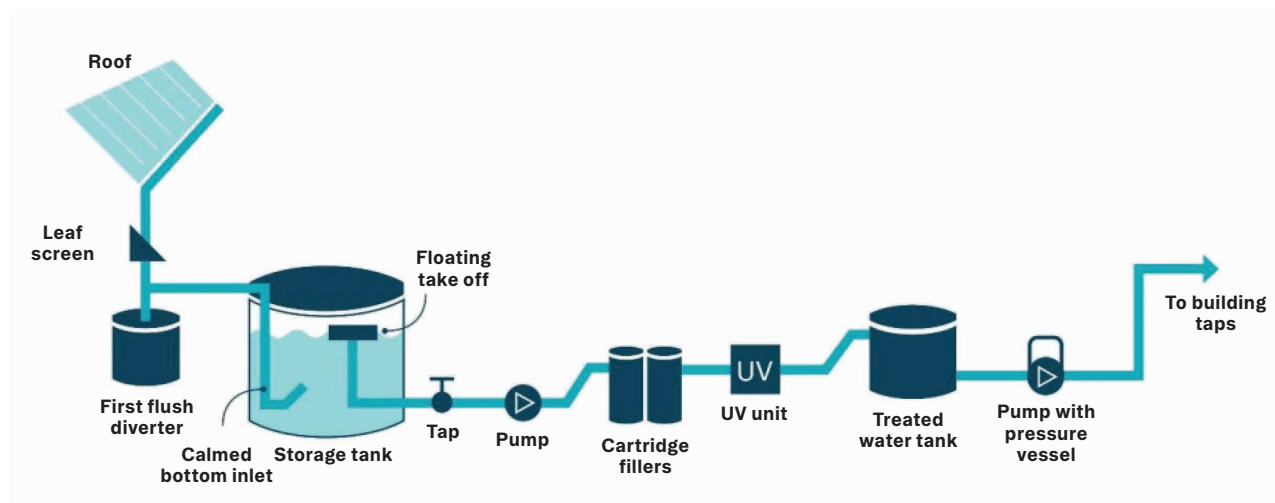 Roof
Leaf
screen
First flush
diverter
Calmed
bottom inlet
Storage tank
Floating
take off
Tap
Pump
Cartridge
fillers
UV
UV unit
Treated
water tank
Pump with
pressure
vessel
To building
taps